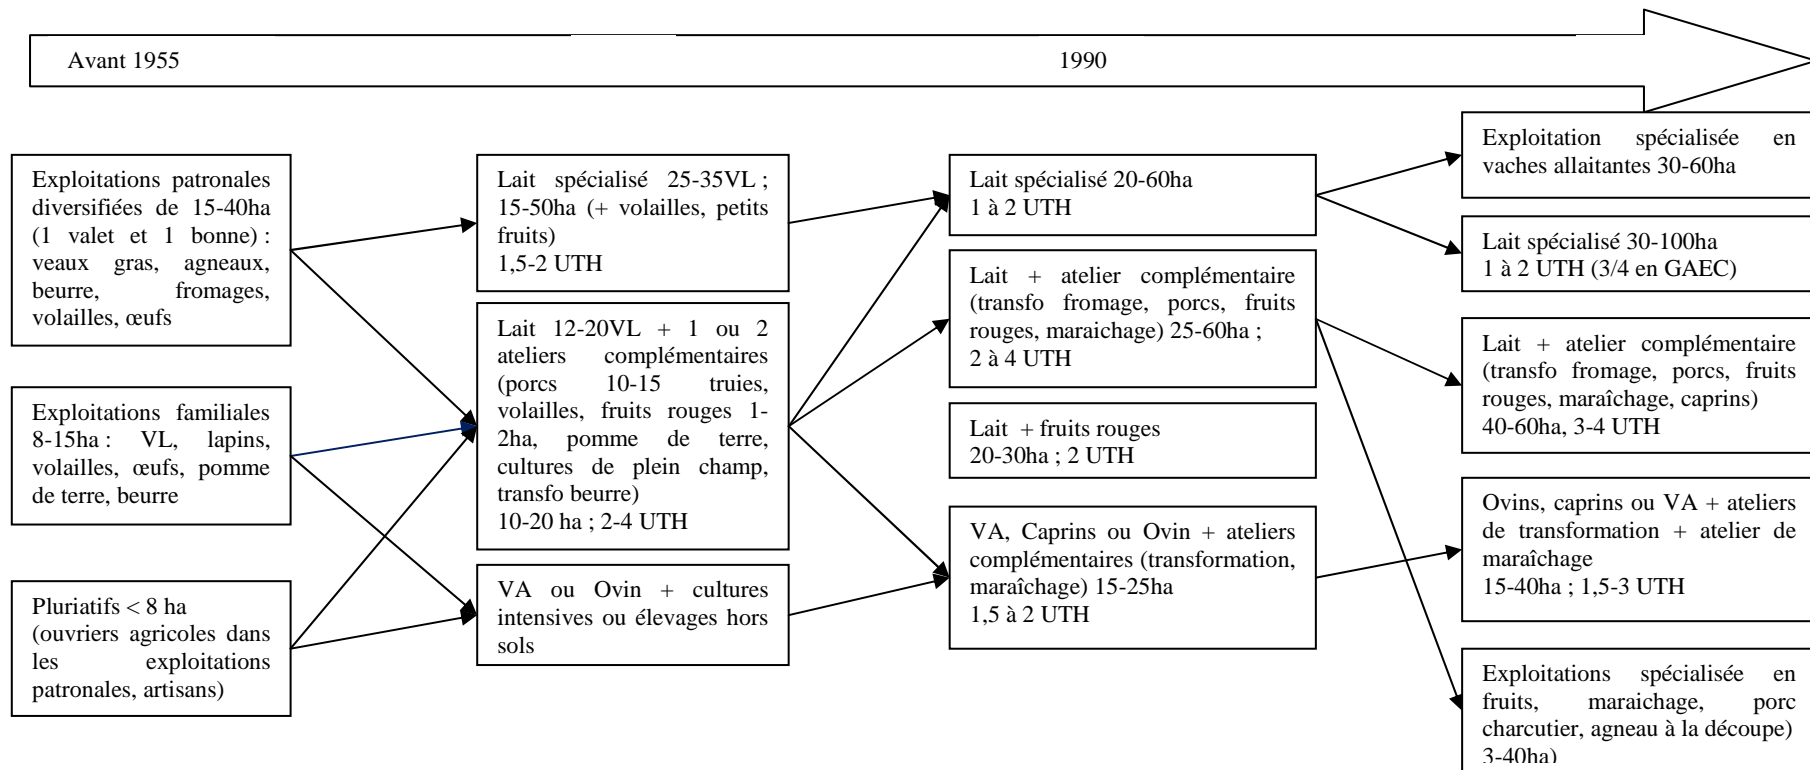 Avant 1955
1990
Exploitations patronales
diversifiées de 15-40ha
(1 valet et 1 bonne) :
veaux gras, agneaux,
beurre, fromages,
volailles, œufs
Exploitations familiales
8-15ha : VL, lapins,
volailles, œufs, pomme
de terre, beurre
Pluriatifs < 8 ha
(ouvriers agricoles dans
les exploitations
patronales, artisans)
Lait spécialisé 25-35VL ;
15-50ha (+ volailles, petits
fruits)
1,5-2 UTH
Lait 12-20VL + 1 ou 2
ateliers complémentaires
(porcs 10-15 truies,
volailles, fruits rouges 1-
2ha, pomme de terre,
cultures de plein champ,
transfo beurre)
10-20 ha ; 2-4 UTH
VA ou Ovin + cultures
intensives ou élevages hors
sols
Lait spécialisé 20-60ha
1 à 2 UTH
Lait + atelier complémentaire
(transfo fromage, porcs, fruits
rouges, maraichage) 25-60ha ;
2 à 4 UTH
Lait + fruits rouges
20-30ha ; 2 UTH
VA, Caprins ou Ovin + ateliers
complémentaires (transformation,
maraîchage) 15-25ha
1,5 à 2 UTH
Exploitation spécialisée en
vaches allaitantes 30-60ha
Lait spécialisé 30-100ha
1 à 2 UTH (3/4 en GAEC)
Lait + atelier complémentaire
(transfo fromage, porcs, fruits
rouges, maraîchage, caprins)
40-60ha, 3-4 UTH
Ovins, caprins ou VA + ateliers
de transformation + atelier de
maraîchage
15-40ha ; 1,5-3 UTH
Exploitations spécialisée en
fruits, maraichage, porc
charcutier, agneau à la découpe)
3-40ha)